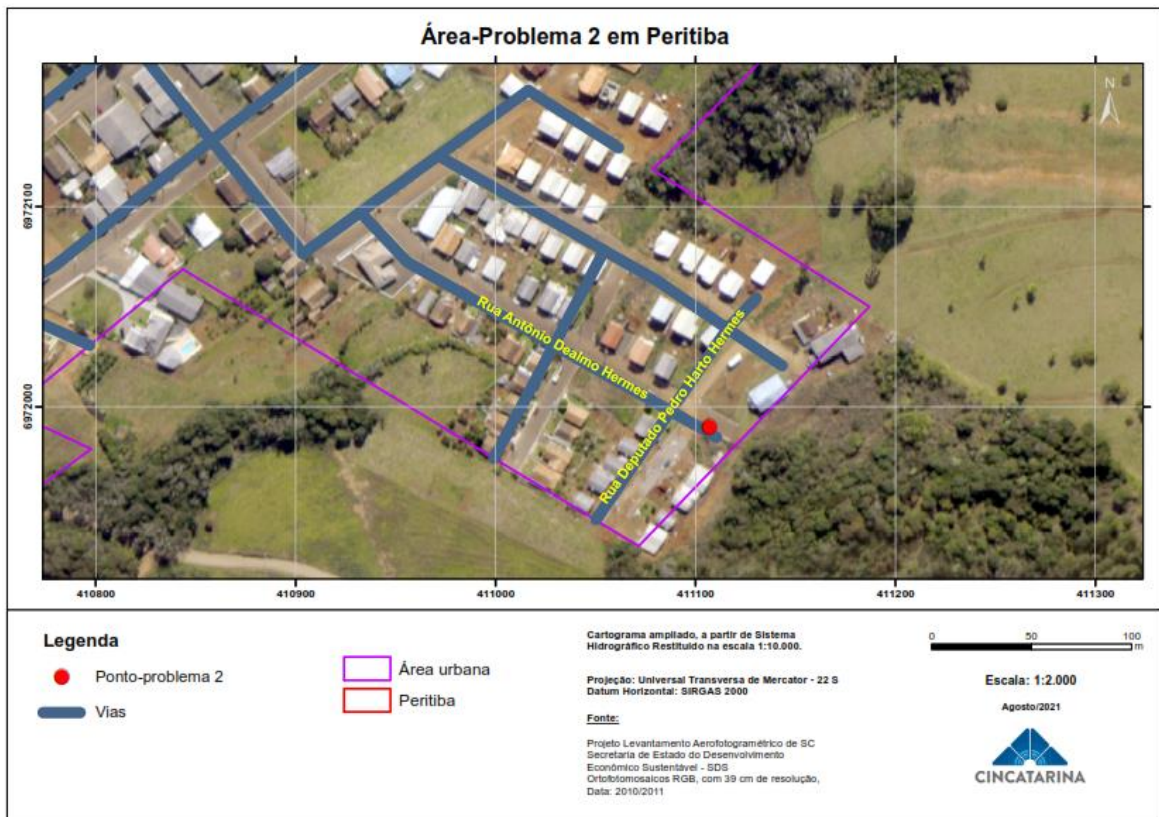 Área-Problema 2 em Peritiba
N
6972100
6972000
Rua Antônio Dealmo Hermes
Rua Deputado Pedro Harto Hermes
410800
410900
411000
411100
411200
411300
Legenda
Ponto-problema 2
Vias
Área urbana
Peritiba
Cartograma ampliado, a partir de Sistema
Hidrográfico Restituido na escala 1:10.000.
Projeção: Universal Transversa de Mercator - 22 S
Datum Horizontal: SIRGAS 2000
Fonte:
Projeto Levantamento Aerofotogramétrico de SC
Secretaria de Estado do Desenvolvimento
Econômico Sustentável - SDS
Ortofotomosaicos RGB, com 39 cm de resolução,
Data: 2010/2011
0 50 100
m
Escala: 1:2.000
Agosto/2021
CINCATARINA